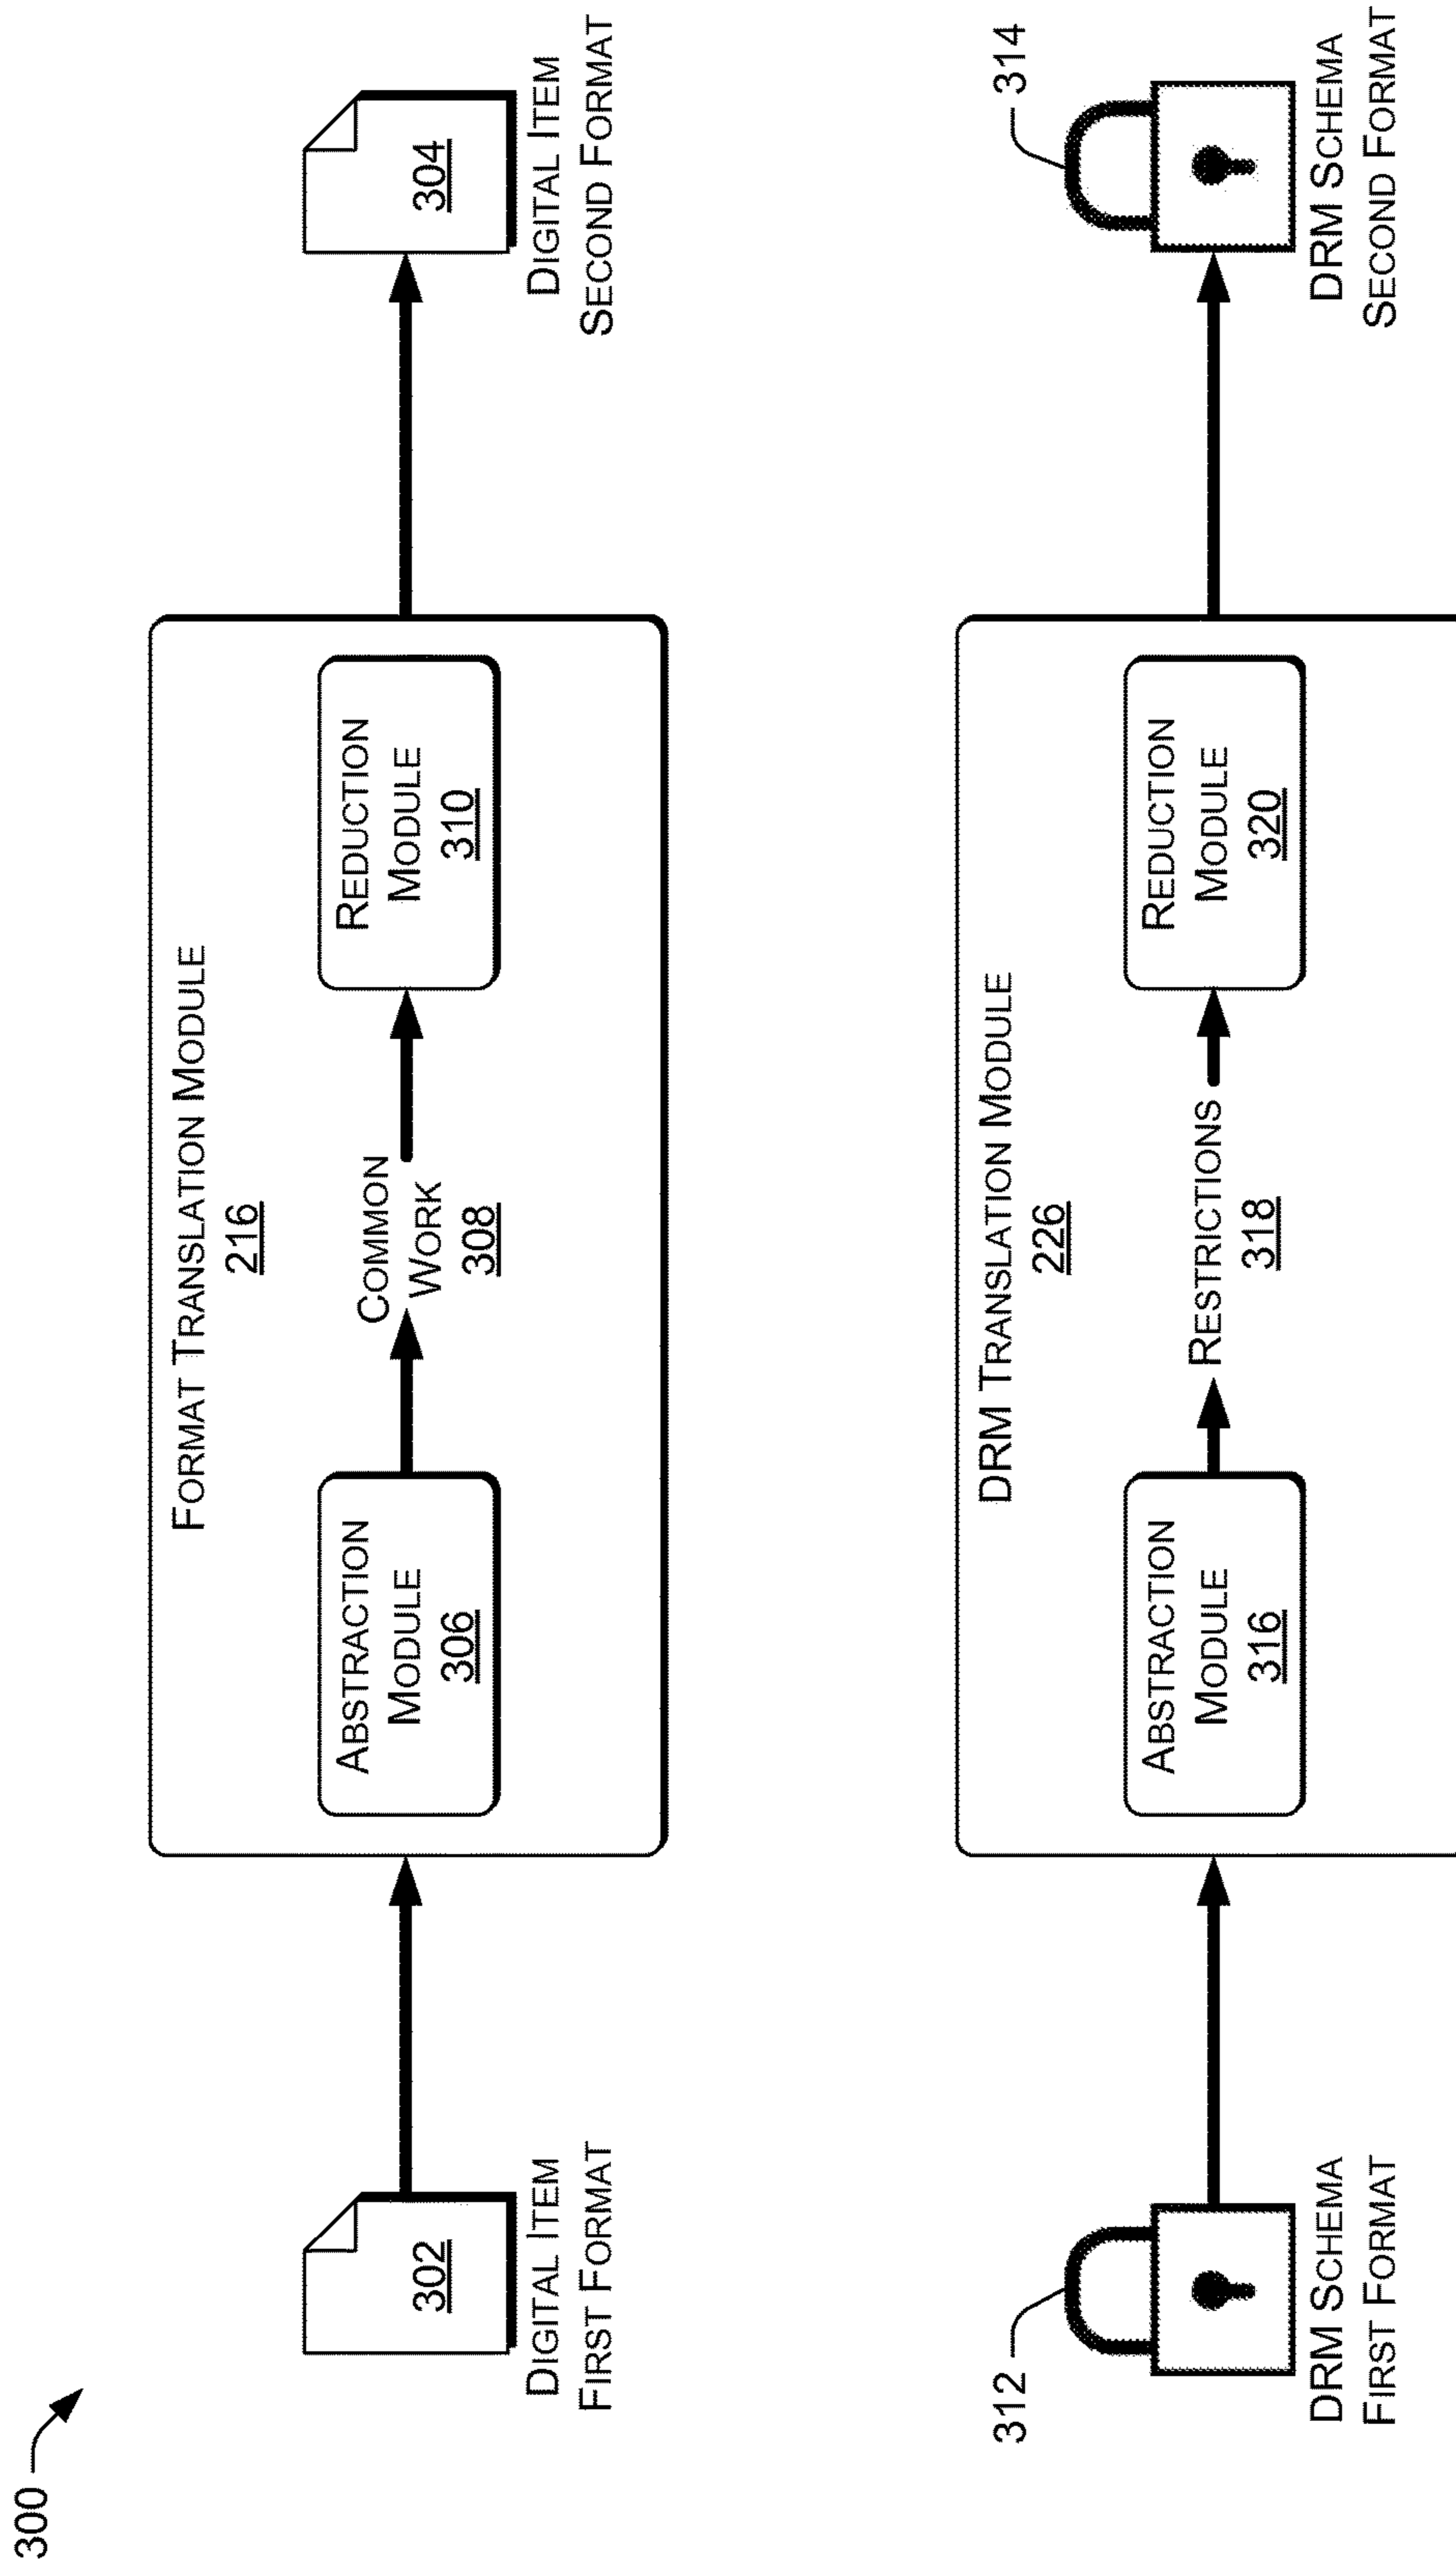 300
FORMAT TRANSLATION MODULE
216
302
DIGITAL ITEM
FIRST FORMAT
ABSTRACTION
MODULE
306
COMMON
WORK
308
REDUCTION
MODULE
310
304
DIGITAL ITEM
SECOND FORMAT
DRM TRANSLATION MODULE
226
312
DRM SCHEMA
FIRST FORMAT
ABSTRACTION
MODULE
316
RESTRICTIONS
318
REDUCTION
MODULE
320
314
DRM SCHEMA
SECOND FORMAT